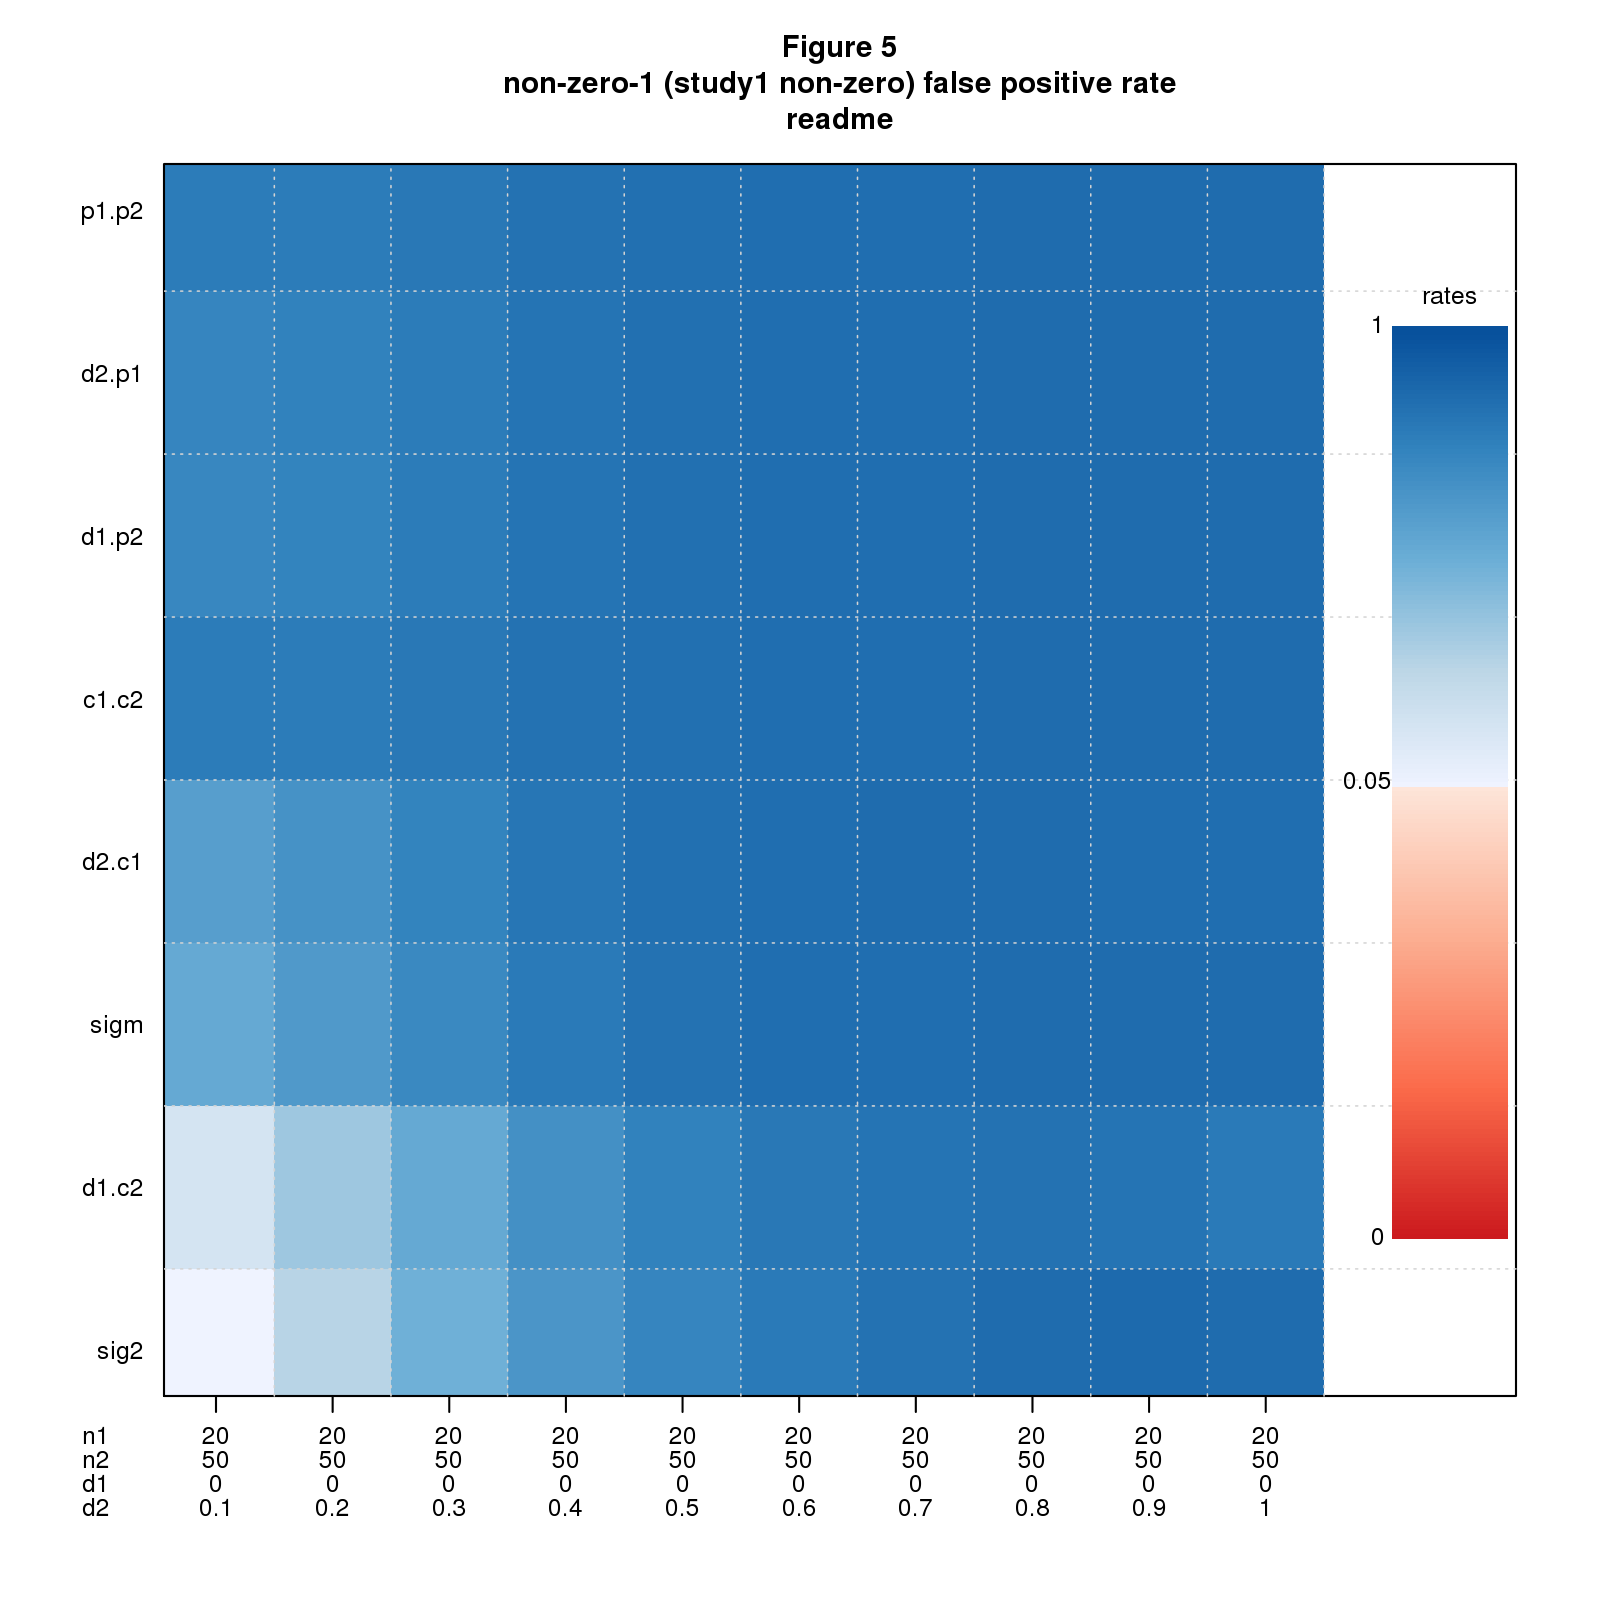 Figure 5
non-zero-1 (study1 non-zero) false positive rate
readme
p1.p2
d2.p1
d1.p2
c1.c2
d2.c1
sigm
d1.c2
sig2
rates
1
0.05
0
n1 20 20 20 20 20 20 20 20 20 20
n2 50 50 50 50 50 50 50 50 50 50
d1 0 0 0 0 0 0 0 0 0 0
d2 0.1 0.2 0.3 0.4 0.5 0.6 0.7 0.8 0.9 1